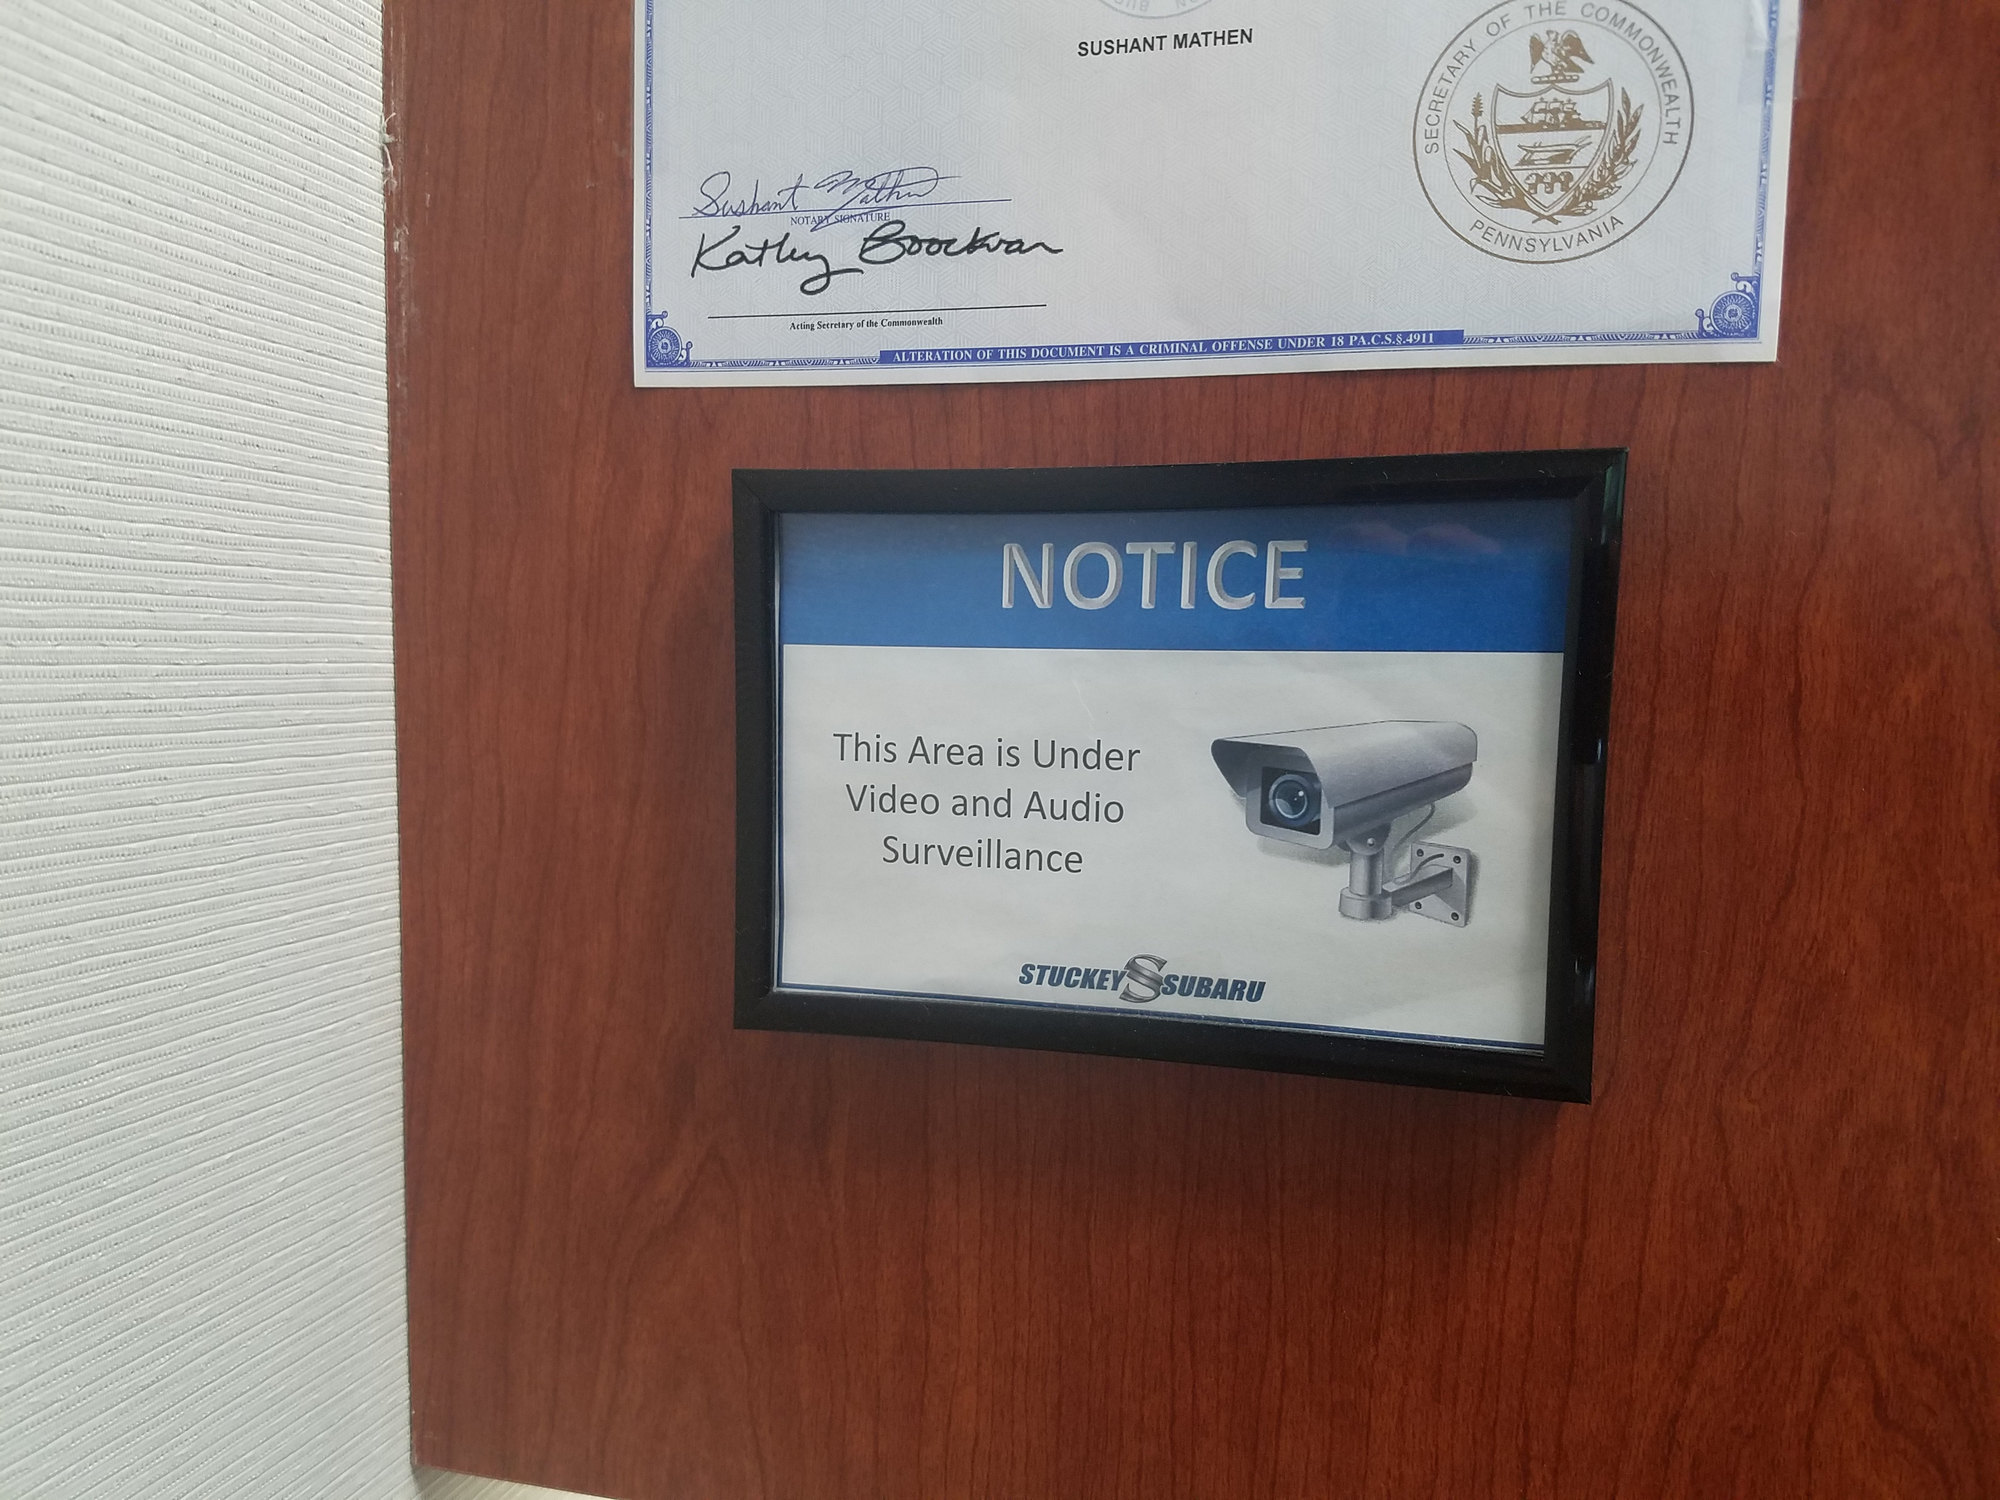 SUSHANT MATHEN
SECRETARY OF THE COMMONWEALTH
PENNSYLVANIA
Sushant Mathen
NOTARY SIGNATURE
Kathy Boockvar
Acting Secretary of the Commonwealth
ALTERATION OF THIS DOCUMENT IS A CRIMINAL OFFENSE UNDER 18 PA.C.S.§.4911
NOTICE
This Area is Under
Video and Audio
Surveillance
STUCKEY SUBARU